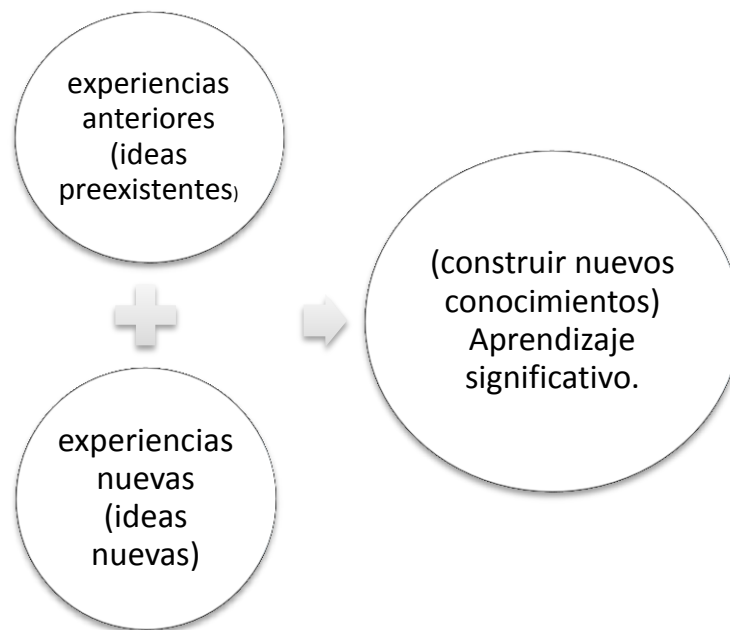 experiencias
anteriores
(ideas
preexistentes)
experiencias
nuevas
(ideas
nuevas)
(construir nuevos
conocimientos)
Aprendizaje
significativo.